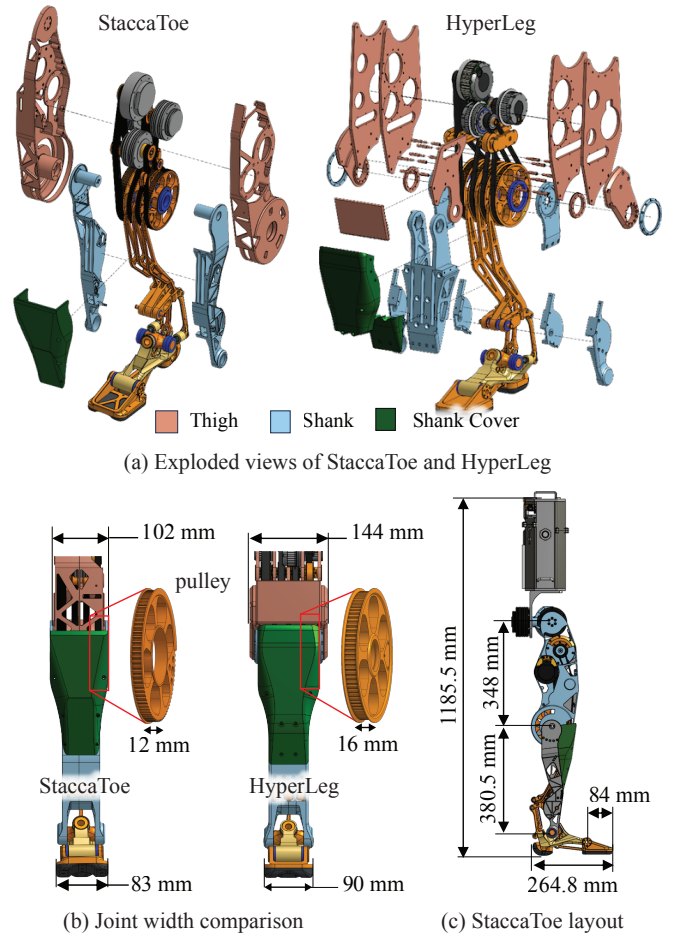 StaccaToe
HyperLeg
Thigh
Shank
Shank Cover
(a) Exploded views of StaccaToe and HyperLeg
102 mm
144 mm
pulley
12 mm
16 mm
StaccaToe
HyperLeg
83 mm
90 mm
(b) Joint width comparison
1185.5 mm
348 mm
380.5 mm
84 mm
264.8 mm
(c) StaccaToe layout